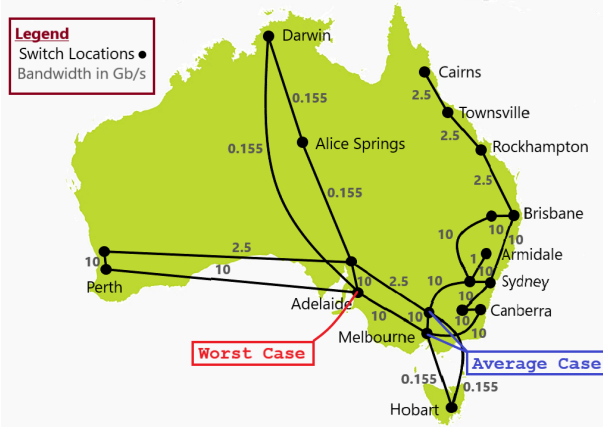 Legend
Switch Locations
Bandwidth in Gb/s
Darwin
Cairns
0.155
2.5
Townsville
0.155
Alice Springs
2.5
Rockhampton
0.155
2.5
Brisbane
10
10
10
2.5
Armidale
1
10
10
10
2.5
10
10
Sydney
Perth
Adelaide
10
10
10
Canberra
Melbourne
10
Worst Case
Average Case
0.155
0.155
Hobart